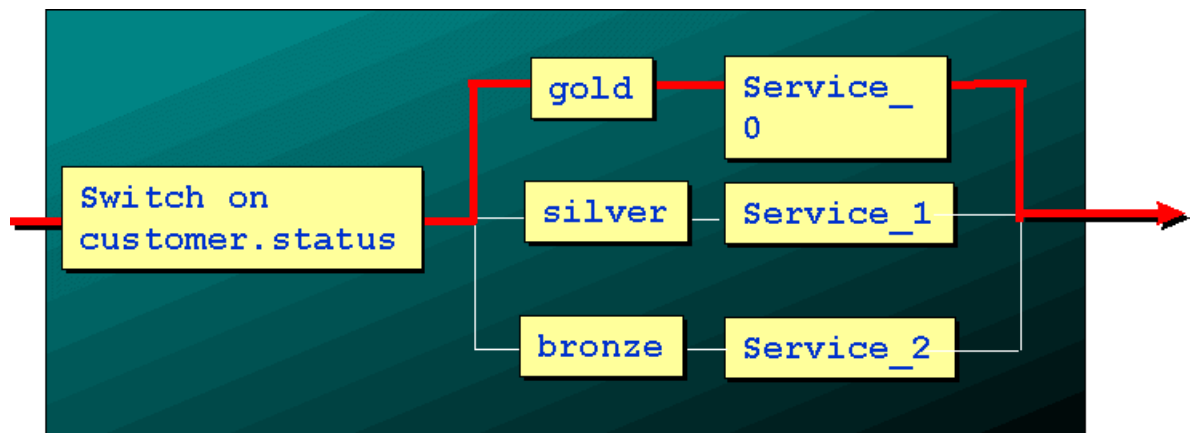 gold
Service_
0
Switch on
customer.status
silver
Service_1
bronze
Service_2